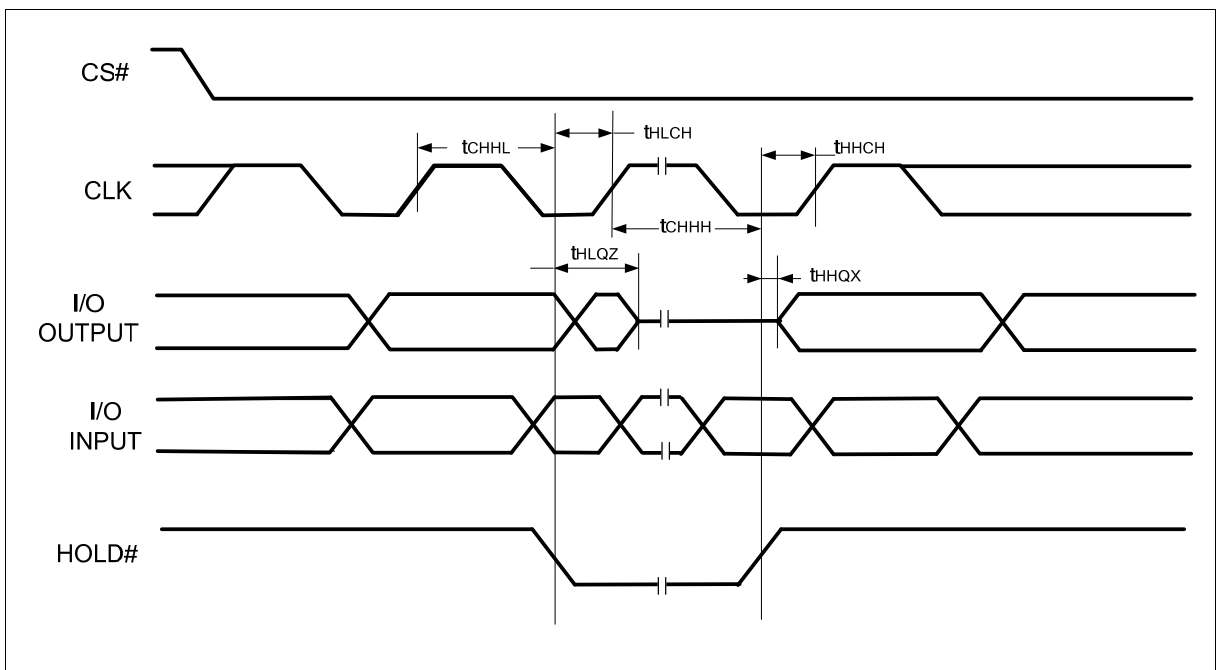 CS#
tCHHL
tHLCH
tHHCH
CLK
tCHHH
tHLQZ
tHHQX
I/O
OUTPUT
I/O
INPUT
HOLD#